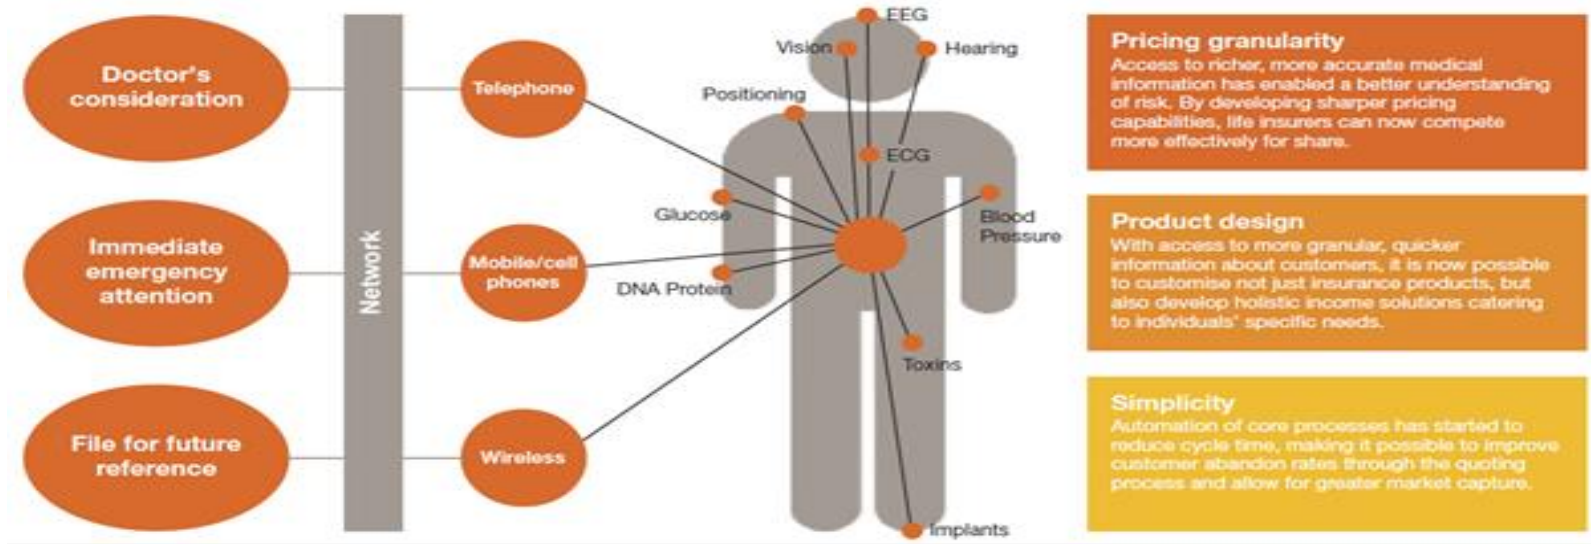 Doctor's
consideration
Immediate
emergency
attention
File for future
reference
Network
Telephone
Mobile/cell
phones
Wireless
EEG
Vision
Hearing
Positioning
ECG
Glucose
Blood
Pressure
DNA Protein
Toxins
Implants
Pricing granularity
Access to richer, more accurate medical
information has enabled a better understanding
of risk. By developing sharper pricing
capabilities, life insurers can now compete
more effectively for share.
Product design
With access to more granular, quicker
information about customers, it is now possible
to customise not just insurance products, but
also develop holistic income solutions catering
to individuals' specific needs.
Simplicity
Automation of core processes has started to
reduce cycle time, making it possible to improve
customer abandon rates through the quoting
process and allow for greater market capture.